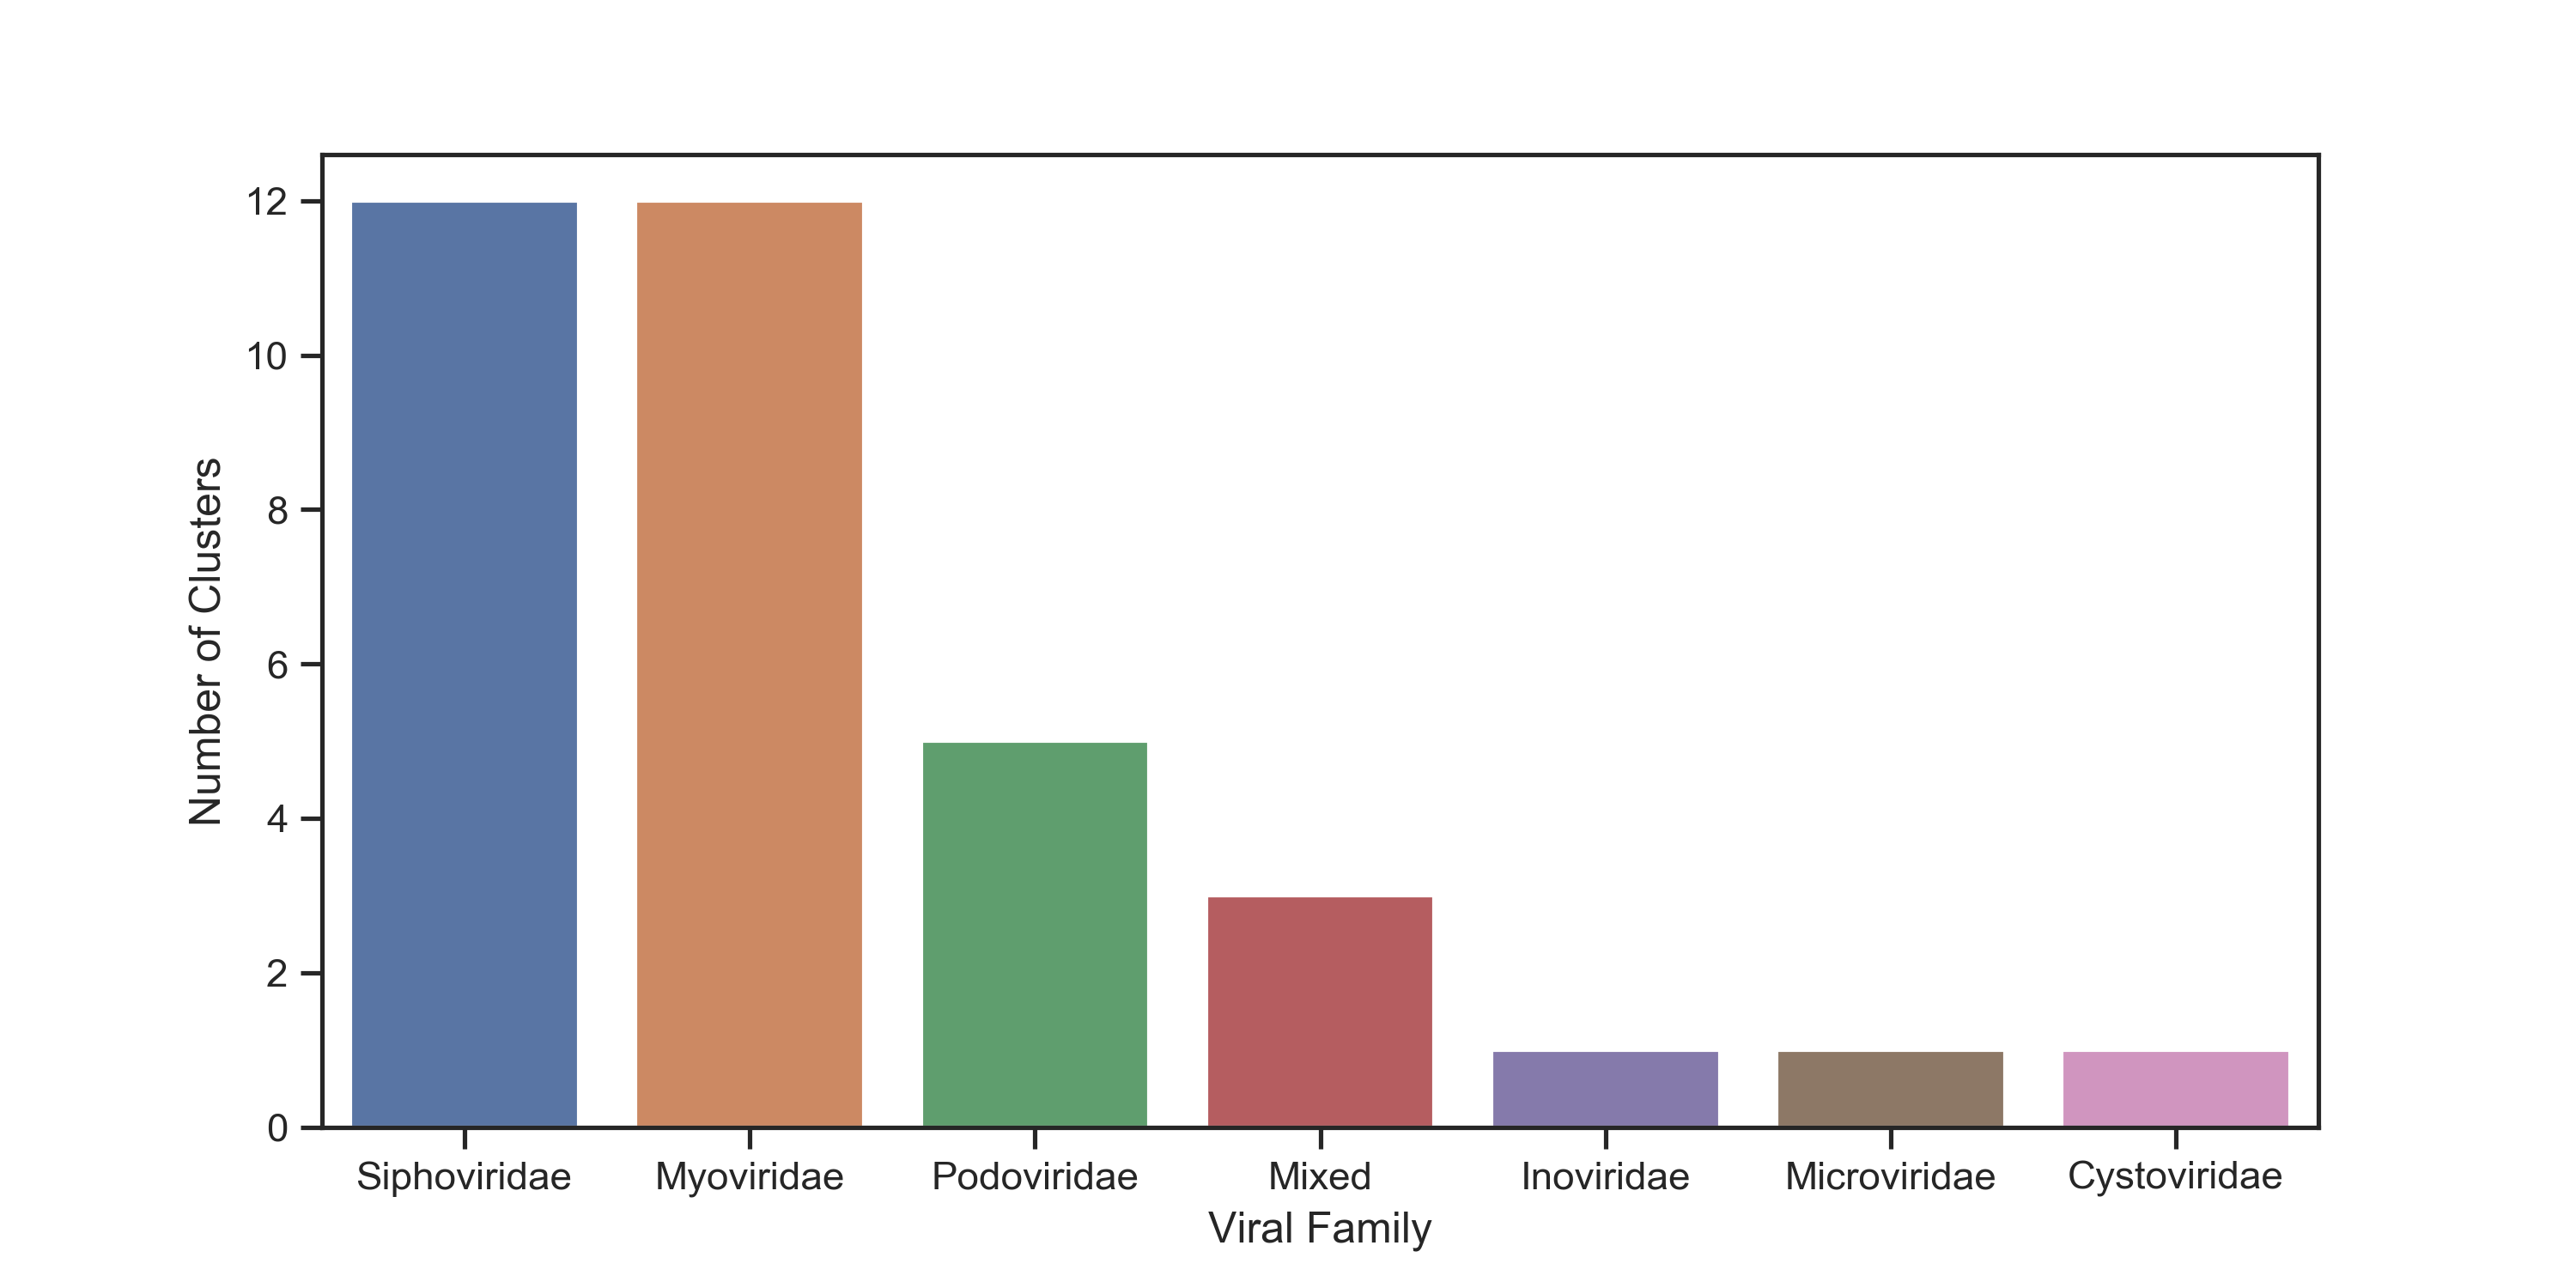 12
10
8
6
4
2
0
Number of Clusters
Siphoviridae Myoviridae Podoviridae Mixed Inoviridae Microviridae Cystoviridae
Viral Family